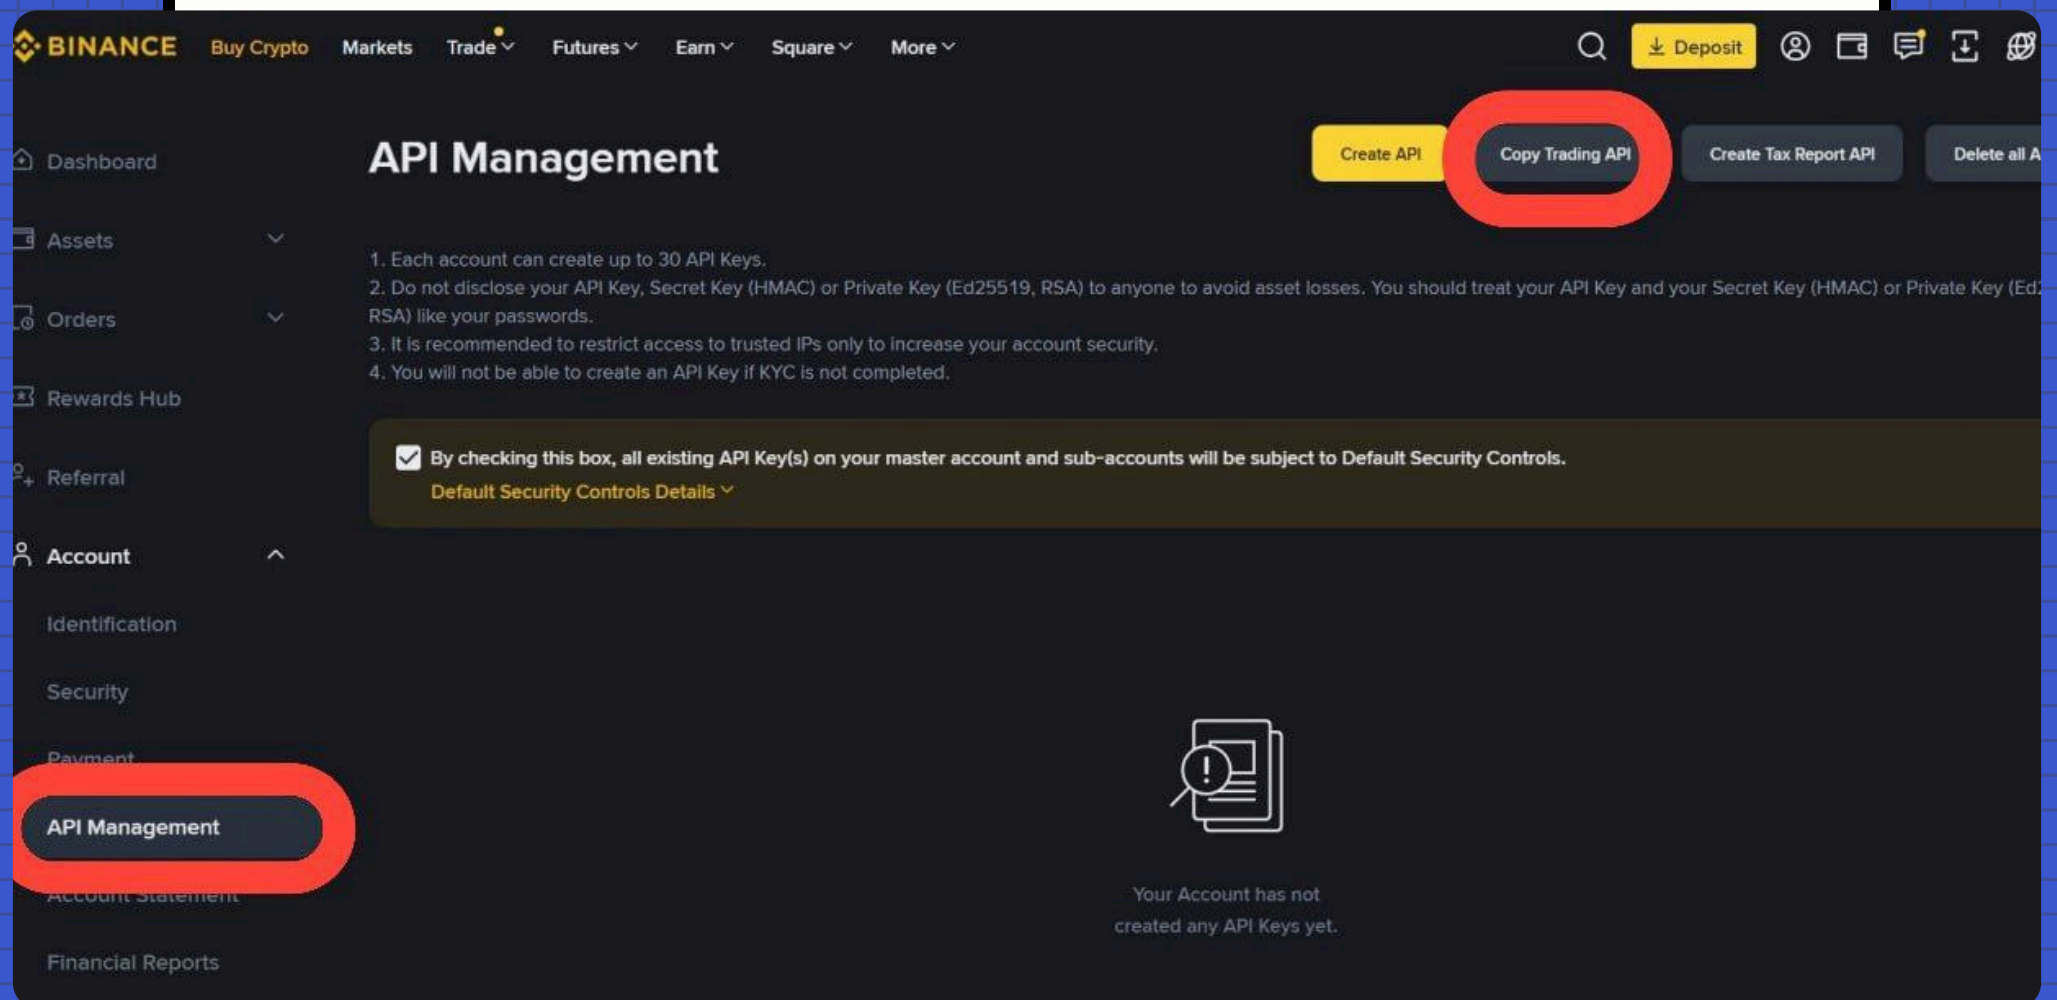 BINANCE Buy Crypto Markets Trade Futures Earn Square More Deposit
API Management
Create API Copy Trading API Create Tax Report API Delete all
Dashboard
Assets
Orders
Rewards Hub
Referral
Account
Identification
Security
Payment
API Management
Account Statement
Financial Reports
1. Each account can create up to 30 API Keys.
2. Do not disclose your API Key, Secret Key (HMAC) or Private Key (Ed25519, RSA) to anyone to avoid asset losses. You should treat your API Key and your Secret Key (HMAC) or Private Key
RSA) like your passwords.
3. It is recommended to restrict access to trusted IPs only to increase your account security.
4. You will not be able to create an API Key if KYC is not completed.
By checking this box, all existing API Key(s) on your master account and sub-accounts will be subject to Default Security Controls.
Default Security Controls Details
Your Account has not
created any API Keys yet.